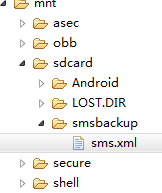 mnt
asec
obb
sdcard
Android
LOST.DIR
smsbackup
sms.xml
secure
shell